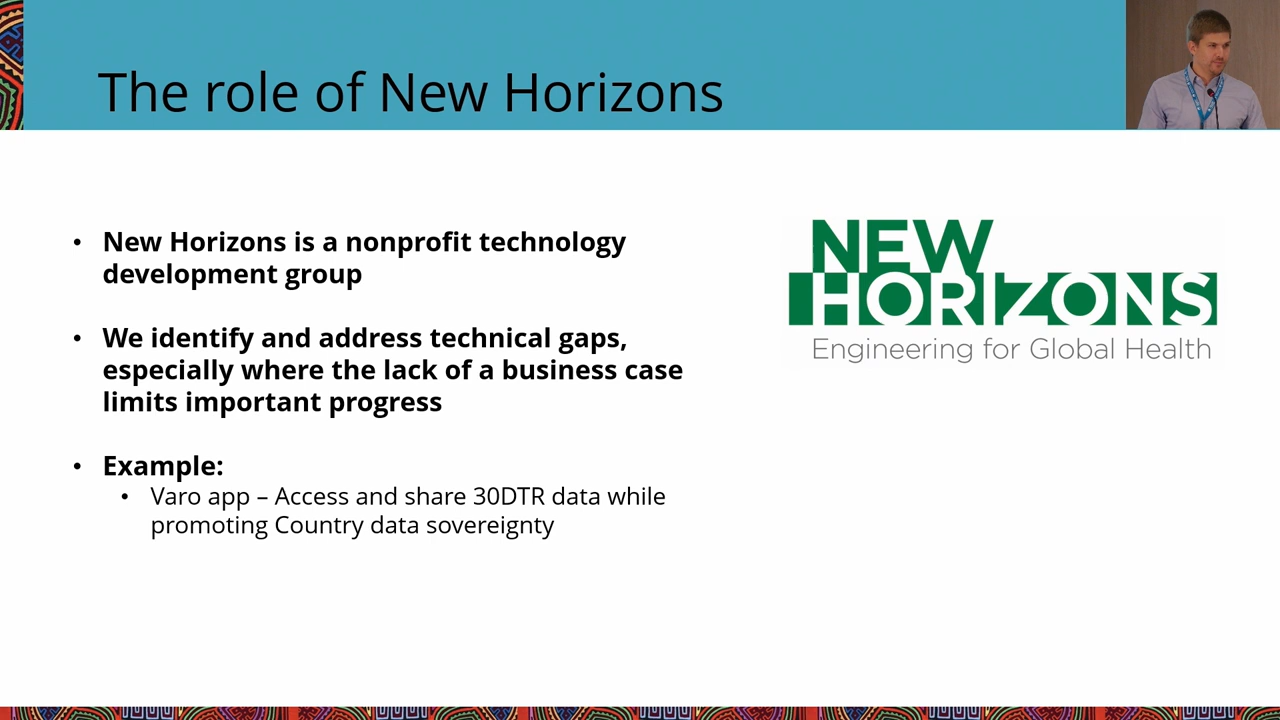 The role of New Horizons
• New Horizons is a nonprofit technology
development group
• We identify and address technical gaps,
especially where the lack of a business case
limits important progress
• Example:
• Varo app – Access and share 30DTR data while
promoting Country data sovereignty
NEW
HORIZONS
Engineering for Global Health